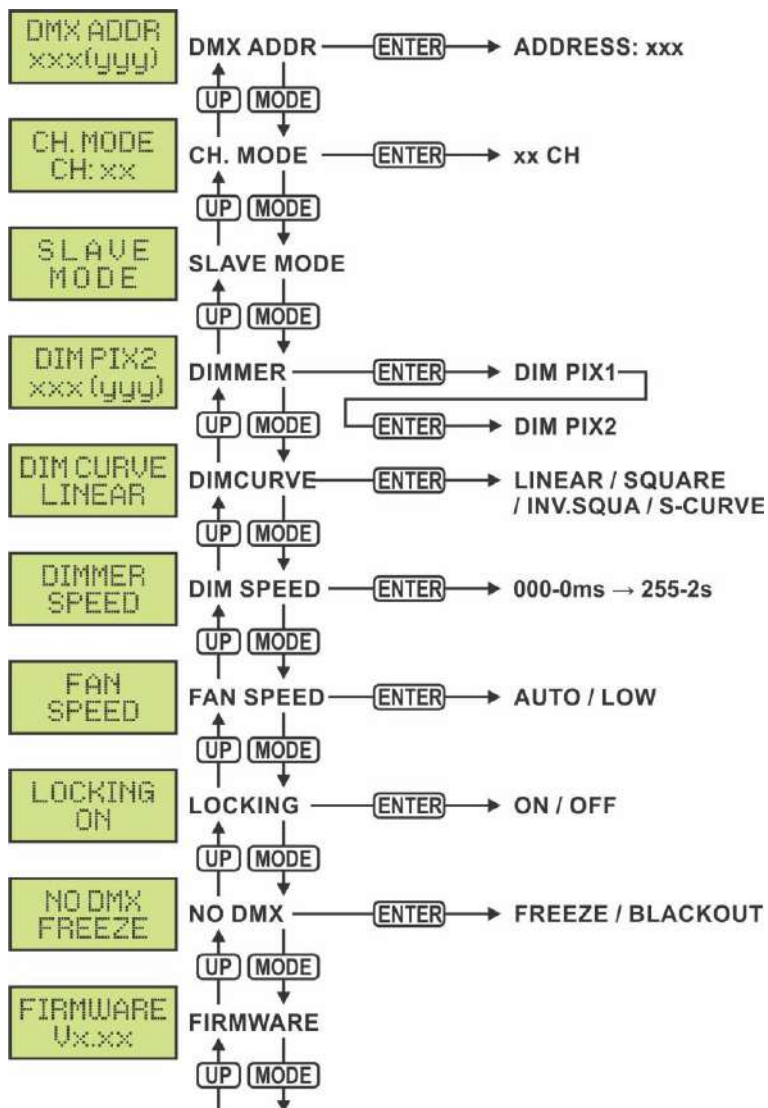 DMX ADDR
xxx(yyy)
DMX ADDR ENTER ADDRESS: xxx
UP MODE
CH. MODE
CH: xx
CH. MODE ENTER xx CH
UP MODE
SLAVE
MODE
SLAVE MODE
UP MODE
DIM PIX2
xxx(yyy)
DIMMER ENTER DIM PIX1
UP MODE ENTER DIM PIX2
DIM CURVE
LINEAR
DIMCURVE ENTER LINEAR / SQUARE
/ INV.SQUA / S-CURVE
UP MODE
DIMMER
SPEED
DIM SPEED ENTER 000-0ms → 255-2s
UP MODE
FAN
SPEED
FAN SPEED ENTER AUTO / LOW
UP MODE
LOCKING
ON
LOCKING ENTER ON / OFF
UP MODE
NO DMX
FREEZE
NO DMX ENTER FREEZE / BLACKOUT
UP MODE
FIRMWARE
Vx.xx
FIRMWARE
UP MODE